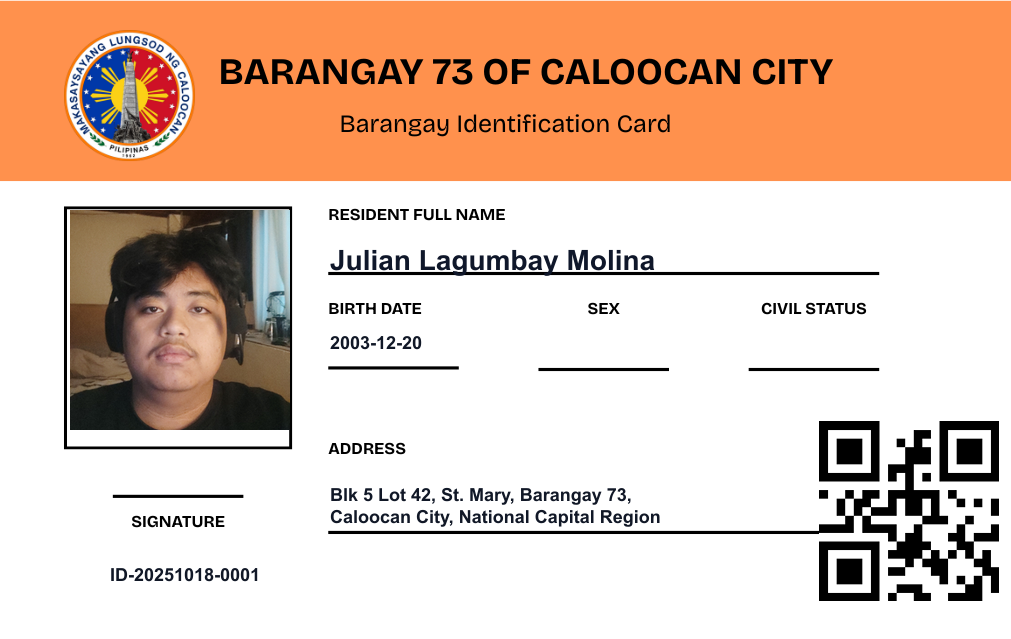 MAKASAYSAYANG LUNGSOD NG CALOOCAN
PILIPINAS
1962
BARANGAY 73 OF CALOOCAN CITY
Barangay Identification Card
RESIDENT FULL NAME
Julian Lagumbay Molina
BIRTH DATE
SEX
CIVIL STATUS
2003-12-20
ADDRESS
Blk 5 Lot 42, St. Mary, Barangay 73,
Caloocan City, National Capital Region
SIGNATURE
ID-20251018-0001